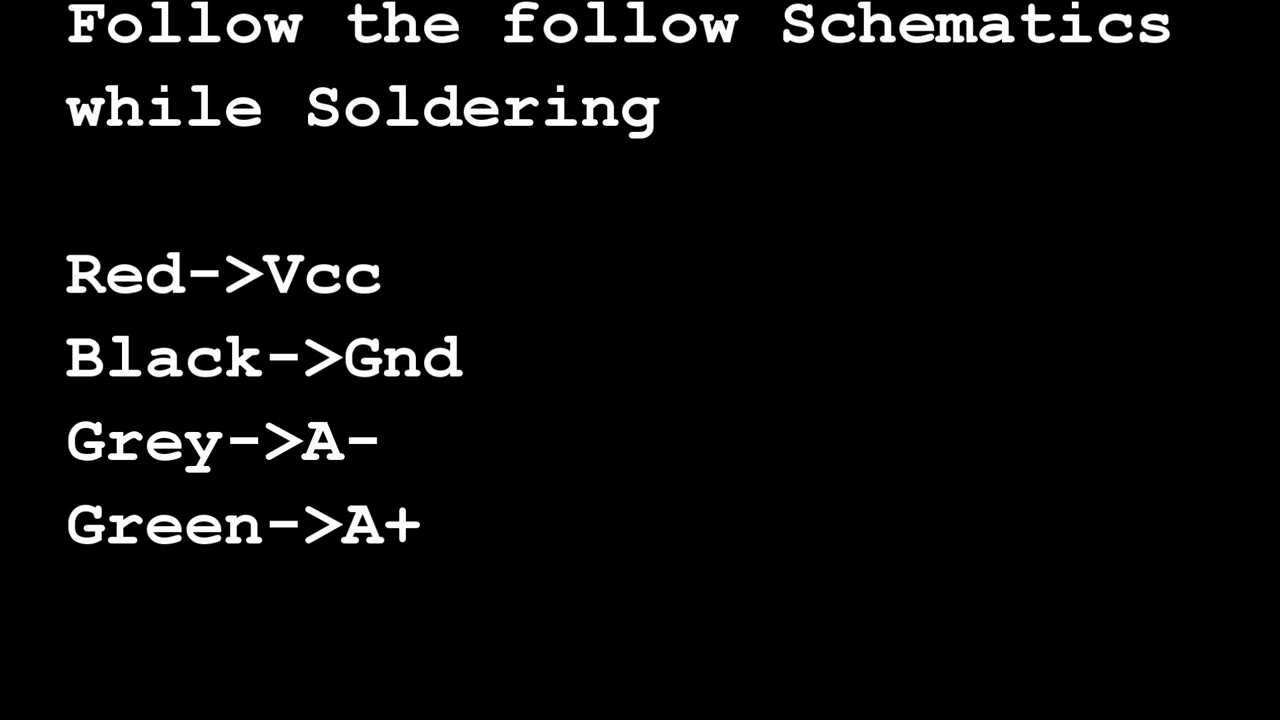 Follow the follow Schematics
while Soldering
Red->Vcc
Black->Gnd
Grey->A-
Green->A+